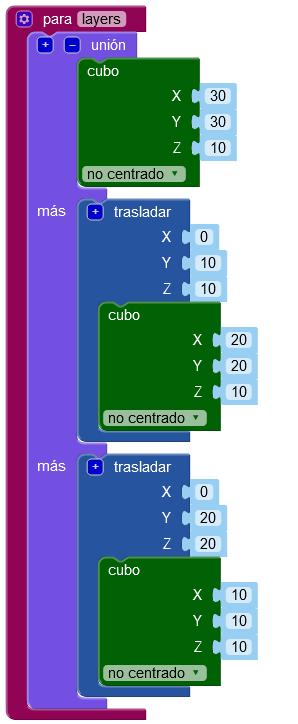 para layers
+ − unión
cubo
X 30
Y 30
Z 10
no centrado ▼
más + trasladar
X 0
Y 10
Z 10
cubo
X 20
Y 20
Z 10
no centrado ▼
más + trasladar
X 0
Y 20
Z 20
cubo
X 10
Y 10
Z 10
no centrado ▼